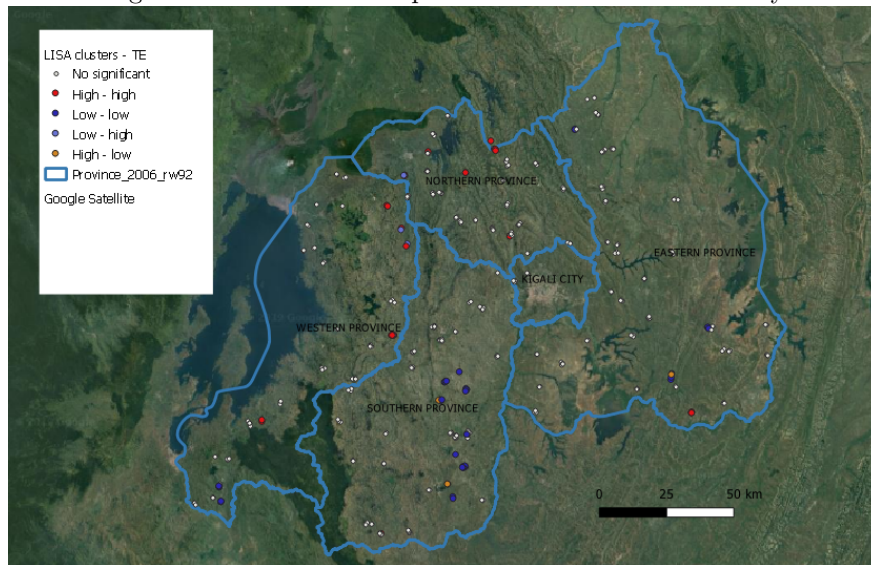 LISA clusters - TE
No significant
High - high
Low - low
Low - high
High - low
Province_2006_rw92
Google Satellite
NORTHERN PROVINCE
EASTERN PROVINCE
KIGALI CITY
WESTERN PROVINCE
SOUTHERN PROVINCE
0 25 50 km